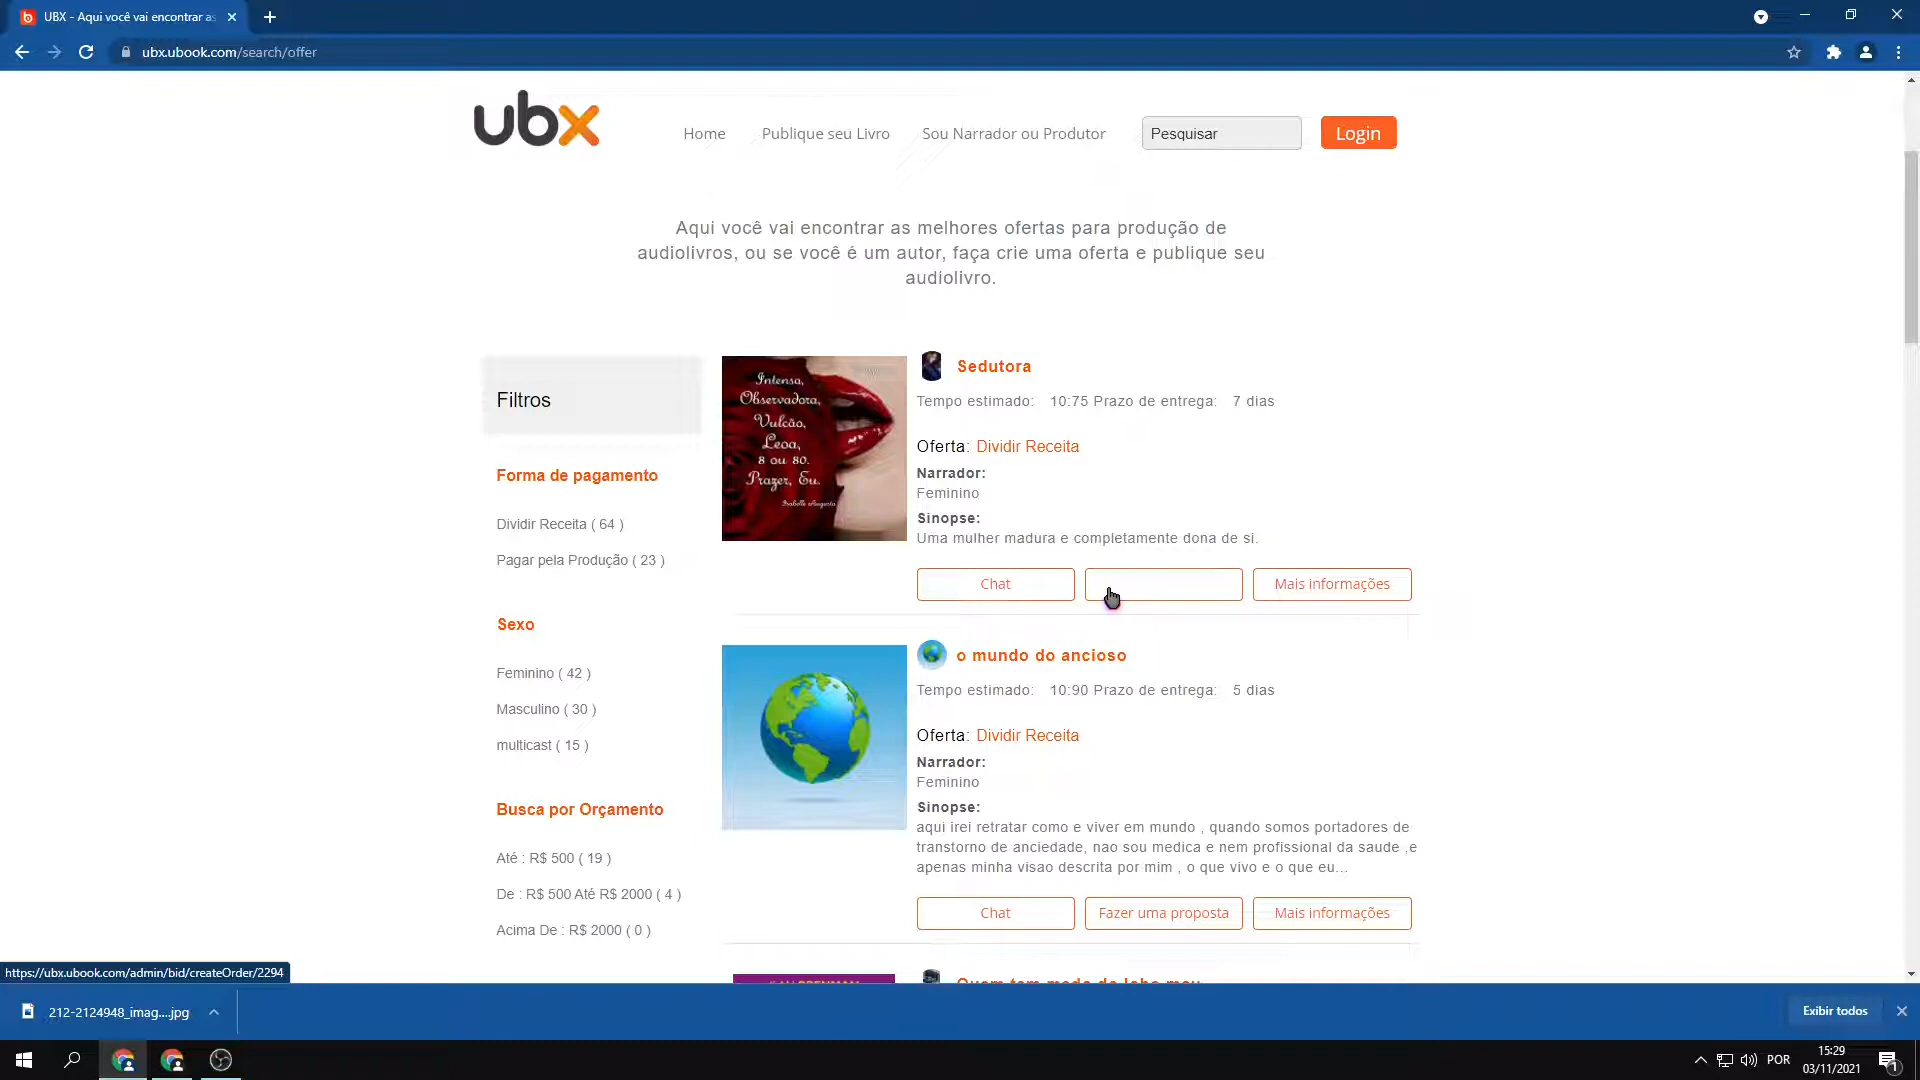 UBX - Aqui você vai encontrar as
ubx.ubook.com/search/offer
ubx
Home
Publique seu Livro
Sou Narrador ou Produtor
Pesquisar
Login
Aqui você vai encontrar as melhores ofertas para produção de
audiolivros, ou se você é um autor, faça crie uma oferta e publique seu
audiolivro.
Filtros
Forma de pagamento
Dividir Receita ( 64 )
Pagar pela Produção ( 23 )
Sexo
Feminino ( 42 )
Masculino ( 30 )
multicast ( 15 )
Busca por Orçamento
Até : R$ 500 ( 19 )
De : R$ 500 Até R$ 2000 ( 4 )
Acima De : R$ 2000 ( 0 )
Intensa,
Observadora,
Vulcão,
Leoa,
8 ou 80.
Prazer, Eu.
Isabelle Augusta
Sedutora
Tempo estimado: 10:75 Prazo de entrega: 7 dias
Oferta: Dividir Receita
Narrador:
Feminino
Sinopse:
Uma mulher madura e completamente dona de si.
Chat
Mais informações
o mundo do ancioso
Tempo estimado: 10:90 Prazo de entrega: 5 dias
Oferta: Dividir Receita
Narrador:
Feminino
Sinopse:
aqui irei retratar como e viver em mundo , quando somos portadores de
transtorno de anciedade, nao sou medica e nem profissional da saude ,e
apenas minha visao descrita por mim , o que vivo e o que eu...
Chat
Fazer uma proposta
Mais informações
https://ubx.ubook.com/admin/bid/createOrder/2294
212-2124948_imag....jpg
Exibir todos
POR
15:29
03/11/2021
1